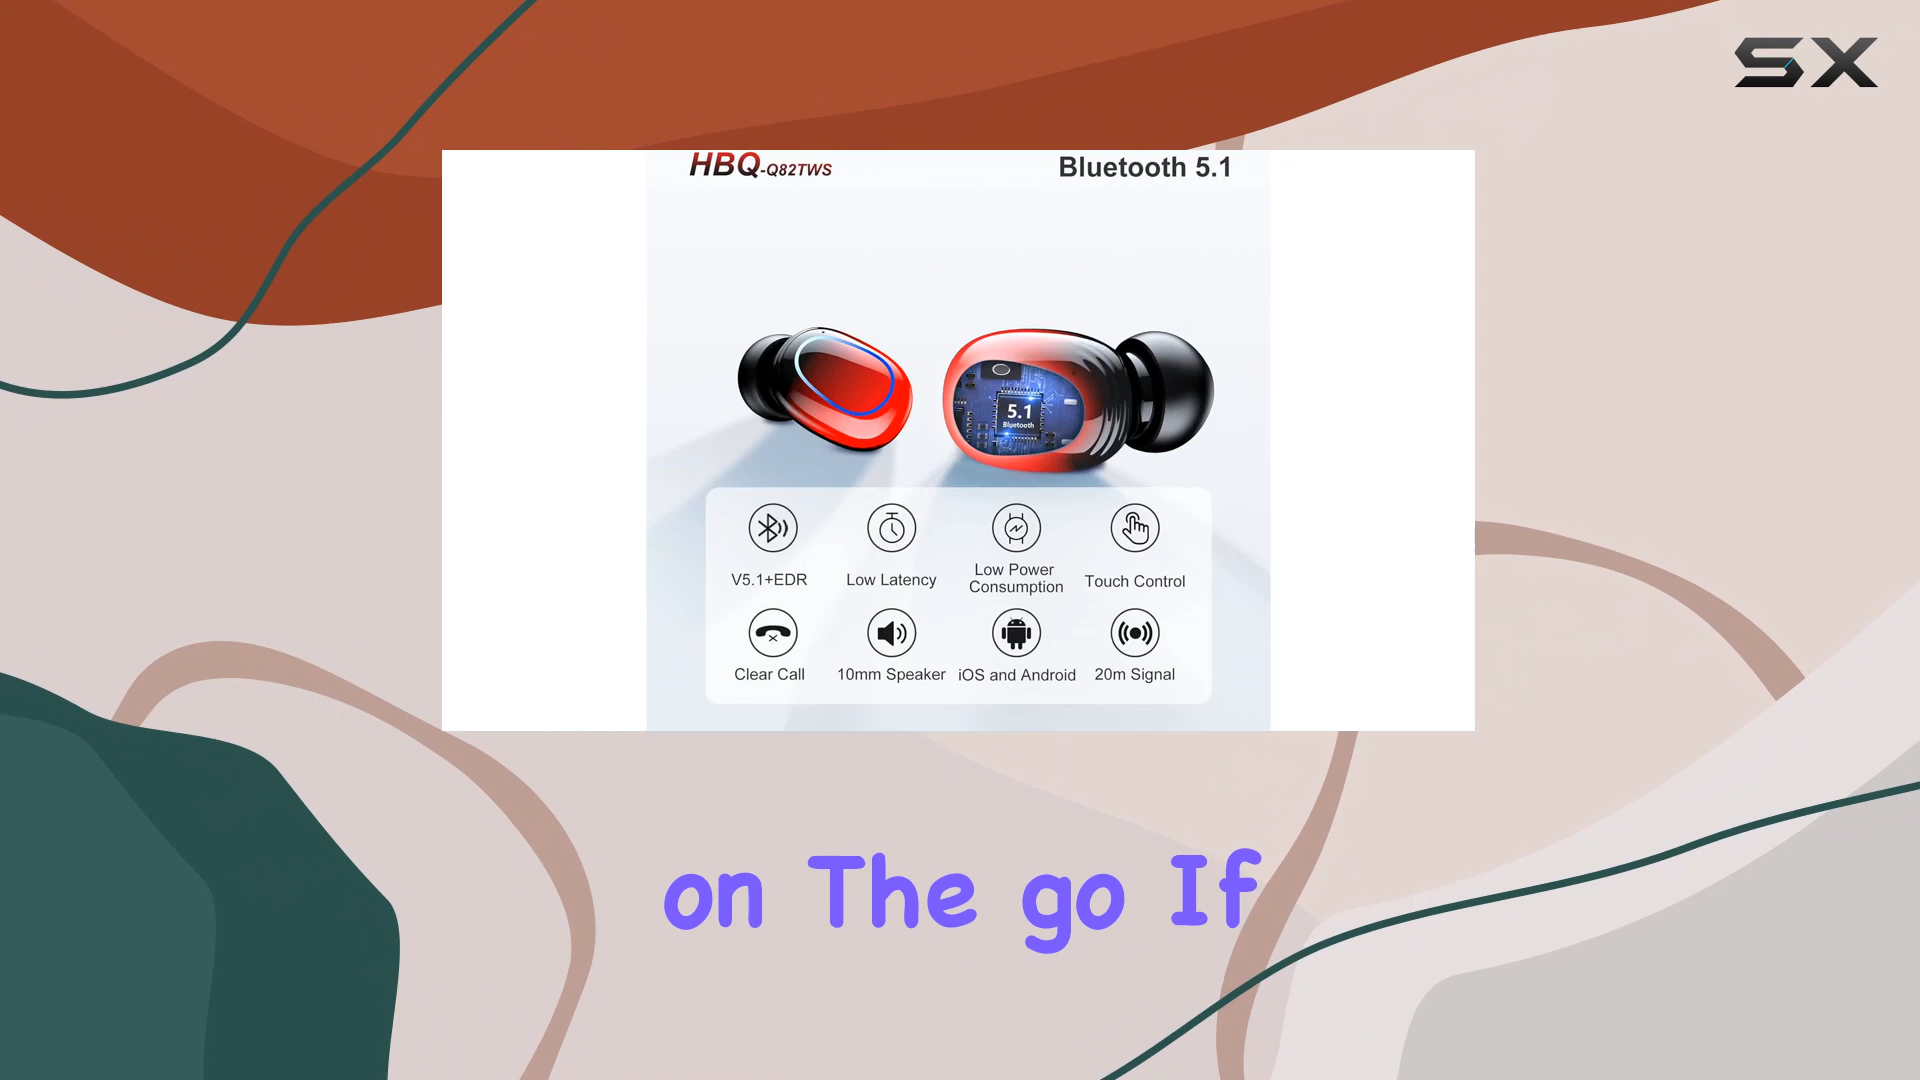 SX
HBQ-Q82TWS
Bluetooth 5.1
5.1
Bluetooth
V5.1+EDR
Low Latency
Low Power
Consumption
Touch Control
Clear Call
10mm Speaker
iOS and Android
20m Signal
on The go If